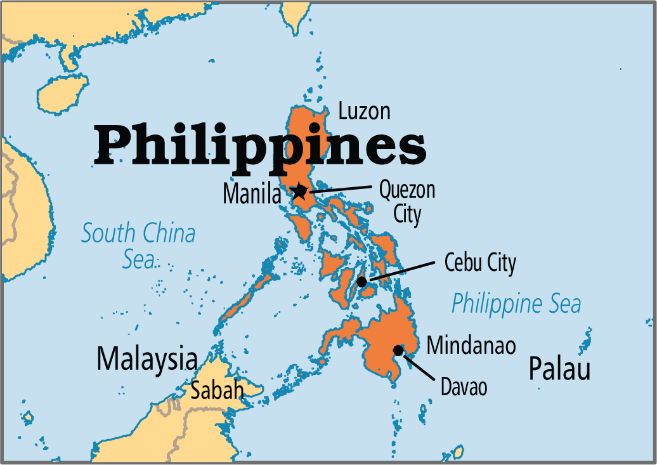 Luzon
Philippines
Manila
Quezon
City
South China
Sea
Cebu City
Philippine Sea
Malaysia
Mindanao
Palau
Sabah
Davao